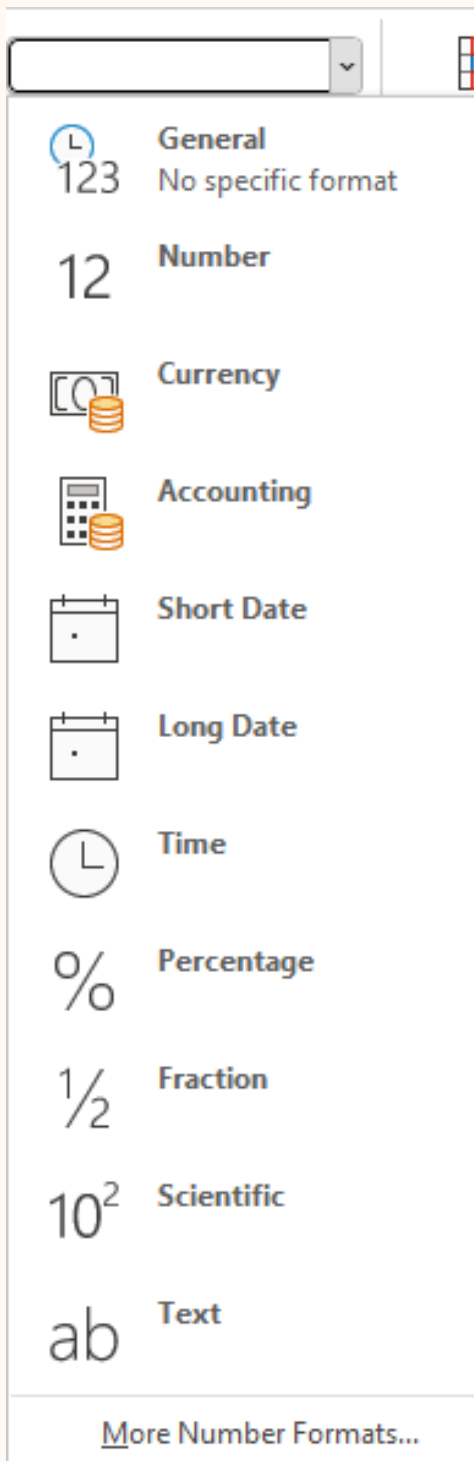 General
123
No specific format
12
Number
Currency
Accounting
Short Date
Long Date
Time
%
Percentage
½
Fraction
10²
Scientific
ab
Text
More Number Formats...